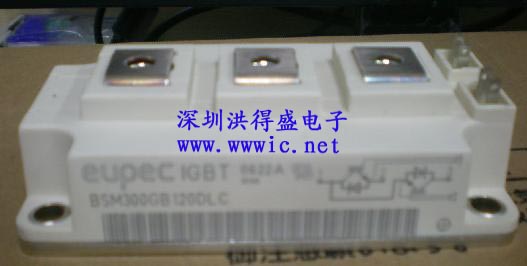 深圳洪得盛电子
www.wwwic.net
eupec IGBT 0622A
BSM300GB120DLC